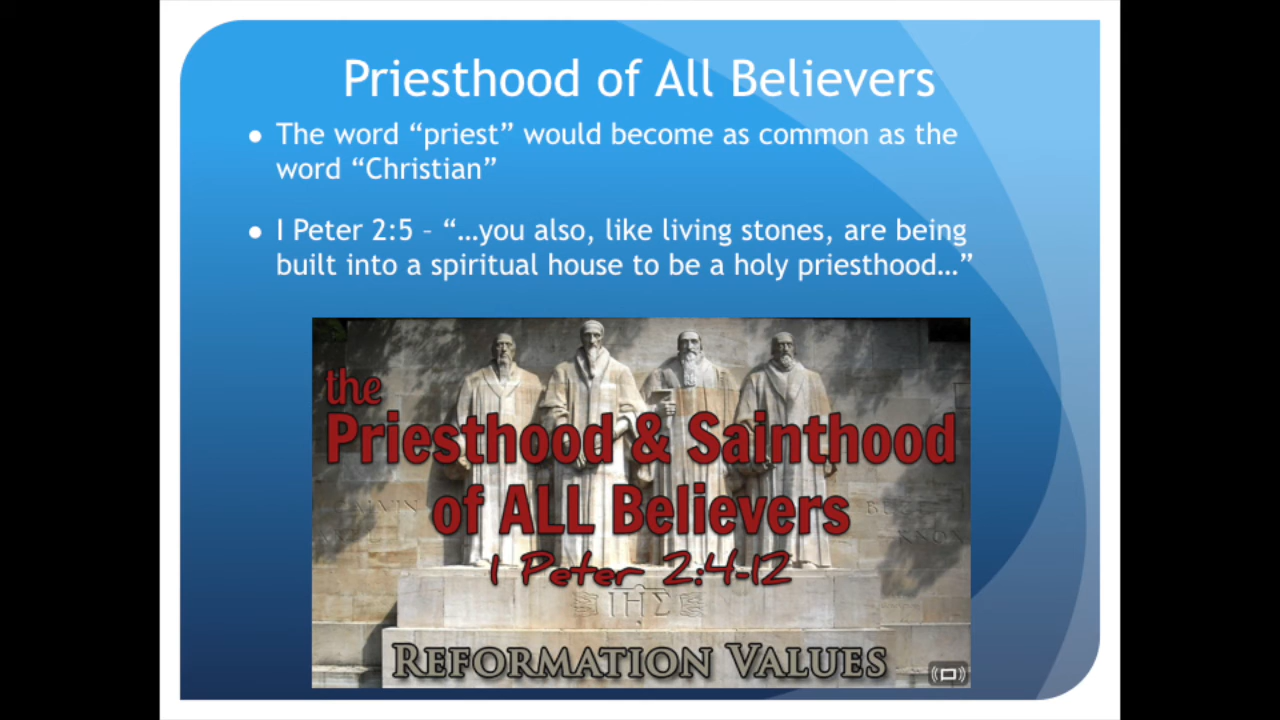 Priesthood of All Believers
● The word “priest” would become as common as the
word “Christian”
● I Peter 2:5 – “…you also, like living stones, are being
built into a spiritual house to be a holy priesthood…”
the
Priesthood & Sainthood
of ALL Believers
1 Peter 2:4-12
ΙΗΣ
REFORMATION VALUES